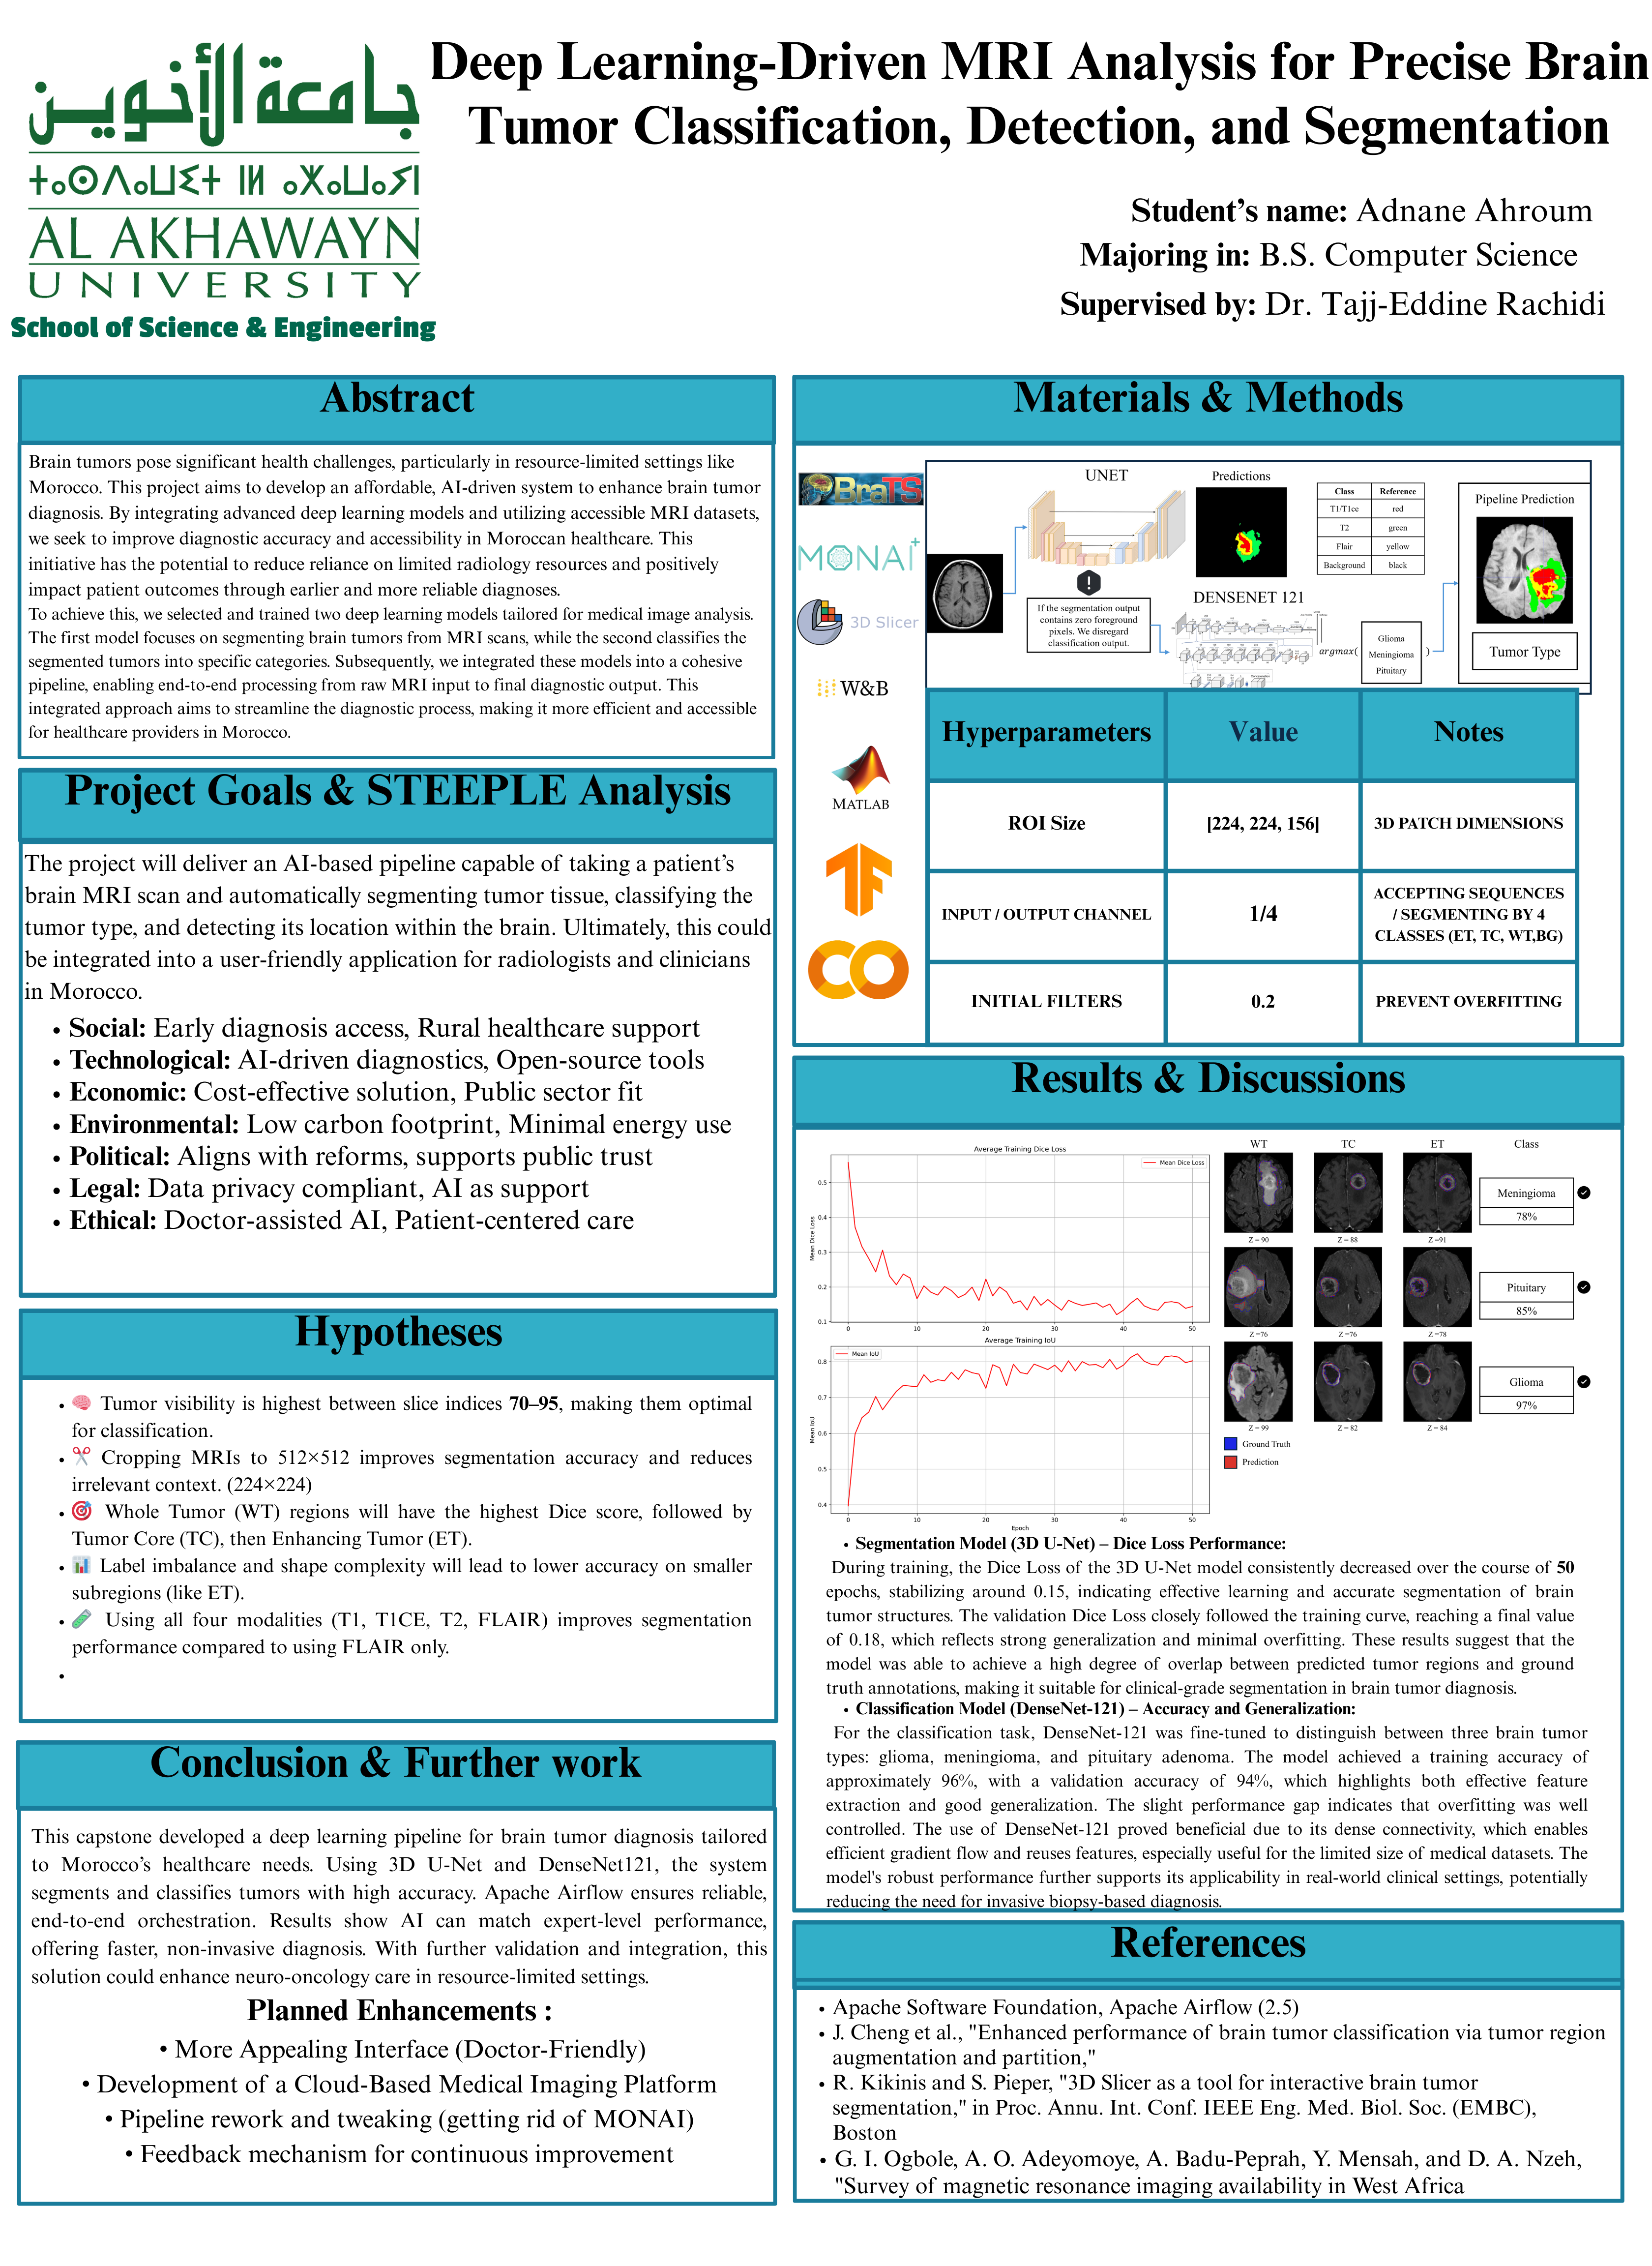 جامعة الأخوين
ⵜⴰⵙⴷⴰⵡⵉⵜ ⵏⵍ ⴰⵅⴰⵡⴰⵢⵏ
AL AKHAWAYN
UNIVERSITY
School of Science & Engineering
Deep Learning-Driven MRI Analysis for Precise Brain
Tumor Classification, Detection, and Segmentation
Student’s name: Adnane Ahroum
Majoring in: B.S. Computer Science
Supervised by: Dr. Tajj-Eddine Rachidi
Abstract
Brain tumors pose significant health challenges, particularly in resource-limited settings like
Morocco. This project aims to develop an affordable, AI-driven system to enhance brain tumor
diagnosis. By integrating advanced deep learning models and utilizing accessible MRI datasets,
we seek to improve diagnostic accuracy and accessibility in Moroccan healthcare. This
initiative has the potential to reduce reliance on limited radiology resources and positively
impact patient outcomes through earlier and more reliable diagnoses.
To achieve this, we selected and trained two deep learning models tailored for medical image analysis.
The first model focuses on segmenting brain tumors from MRI scans, while the second classifies the
segmented tumors into specific categories. Subsequently, we integrated these models into a cohesive
pipeline, enabling end-to-end processing from raw MRI input to final diagnostic output. This
integrated approach aims to streamline the diagnostic process, making it more efficient and accessible
for healthcare providers in Morocco.
Project Goals & STEEPLE Analysis
The project will deliver an AI-based pipeline capable of taking a patient’s
brain MRI scan and automatically segmenting tumor tissue, classifying the
tumor type, and detecting its location within the brain. Ultimately, this could
be integrated into a user-friendly application for radiologists and clinicians
in Morocco.
• Social: Early diagnosis access, Rural healthcare support
• Technological: AI-driven diagnostics, Open-source tools
• Economic: Cost-effective solution, Public sector fit
• Environmental: Low carbon footprint, Minimal energy use
• Political: Aligns with reforms, supports public trust
• Legal: Data privacy compliant, AI as support
• Ethical: Doctor-assisted AI, Patient-centered care
Hypotheses
• 🧠 Tumor visibility is highest between slice indices 70–95, making them optimal
for classification.
• ✂️ Cropping MRIs to 512×512 improves segmentation accuracy and reduces
irrelevant context. (224×224)
• 🎯 Whole Tumor (WT) regions will have the highest Dice score, followed by
Tumor Core (TC), then Enhancing Tumor (ET).
• 📊 Label imbalance and shape complexity will lead to lower accuracy on smaller
subregions (like ET).
• 🧪 Using all four modalities (T1, T1CE, T2, FLAIR) improves segmentation
performance compared to using FLAIR only.
•
Conclusion & Further work
This capstone developed a deep learning pipeline for brain tumor diagnosis tailored
to Morocco’s healthcare needs. Using 3D U-Net and DenseNet121, the system
segments and classifies tumors with high accuracy. Apache Airflow ensures reliable,
end-to-end orchestration. Results show AI can match expert-level performance,
offering faster, non-invasive diagnosis. With further validation and integration, this
solution could enhance neuro-oncology care in resource-limited settings.
Planned Enhancements :
• More Appealing Interface (Doctor-Friendly)
• Development of a Cloud-Based Medical Imaging Platform
• Pipeline rework and tweaking (getting rid of MONAI)
• Feedback mechanism for continuous improvement
Materials & Methods
BraTS
MONAI
3D Slicer
W&B
MATLAB
UNET
Predictions
Class Reference
T1/T1ce red
T2 green
Flair yellow
Background black
Pipeline Prediction
If the segmentation output
contains zero foreground
pixels. We disregard
classification output.
DENSENET 121
argmax(
Glioma
Meningioma
Pituitary
)
Tumor Type
Hyperparameters Value Notes
ROI Size [224, 224, 156] 3D PATCH DIMENSIONS
INPUT / OUTPUT CHANNEL 1/4 ACCEPTING SEQUENCES
/ SEGMENTING BY 4
CLASSES (ET, TC, WT,BG)
INITIAL FILTERS 0.2 PREVENT OVERFITTING
Results & Discussions
Average Training Dice Loss
Mean Dice Loss
Mean Dice Loss
0.5
0.4
0.3
0.2
0.1
0 10 20 30 40 50
Average Training IoU
Mean IoU
Mean IoU
0.8
0.7
0.6
0.5
0.4
0 10 20 30 40 50
Epoch
WT TC ET Class
Meningioma
78%
Z = 90 Z = 88 Z =91
Pituitary
85%
Z =76 Z =76 Z =78
Glioma
97%
Z = 99 Z = 82 Z = 84
Ground Truth
Prediction
• Segmentation Model (3D U-Net) – Dice Loss Performance:
During training, the Dice Loss of the 3D U-Net model consistently decreased over the course of 50
epochs, stabilizing around 0.15, indicating effective learning and accurate segmentation of brain
tumor structures. The validation Dice Loss closely followed the training curve, reaching a final value
of 0.18, which reflects strong generalization and minimal overfitting. These results suggest that the
model was able to achieve a high degree of overlap between predicted tumor regions and ground
truth annotations, making it suitable for clinical-grade segmentation in brain tumor diagnosis.
• Classification Model (DenseNet-121) – Accuracy and Generalization:
For the classification task, DenseNet-121 was fine-tuned to distinguish between three brain tumor
types: glioma, meningioma, and pituitary adenoma. The model achieved a training accuracy of
approximately 96%, with a validation accuracy of 94%, which highlights both effective feature
extraction and good generalization. The slight performance gap indicates that overfitting was well
controlled. The use of DenseNet-121 proved beneficial due to its dense connectivity, which enables
efficient gradient flow and reuses features, especially useful for the limited size of medical datasets. The
model's robust performance further supports its applicability in real-world clinical settings, potentially
reducing the need for invasive biopsy-based diagnosis.
References
• Apache Software Foundation, Apache Airflow (2.5)
• J. Cheng et al., "Enhanced performance of brain tumor classification via tumor region
augmentation and partition,"
• R. Kikinis and S. Pieper, "3D Slicer as a tool for interactive brain tumor
segmentation," in Proc. Annu. Int. Conf. IEEE Eng. Med. Biol. Soc. (EMBC),
Boston
• G. I. Ogbole, A. O. Adeyomoye, A. Badu-Peprah, Y. Mensah, and D. A. Nzeh,
"Survey of magnetic resonance imaging availability in West Africa